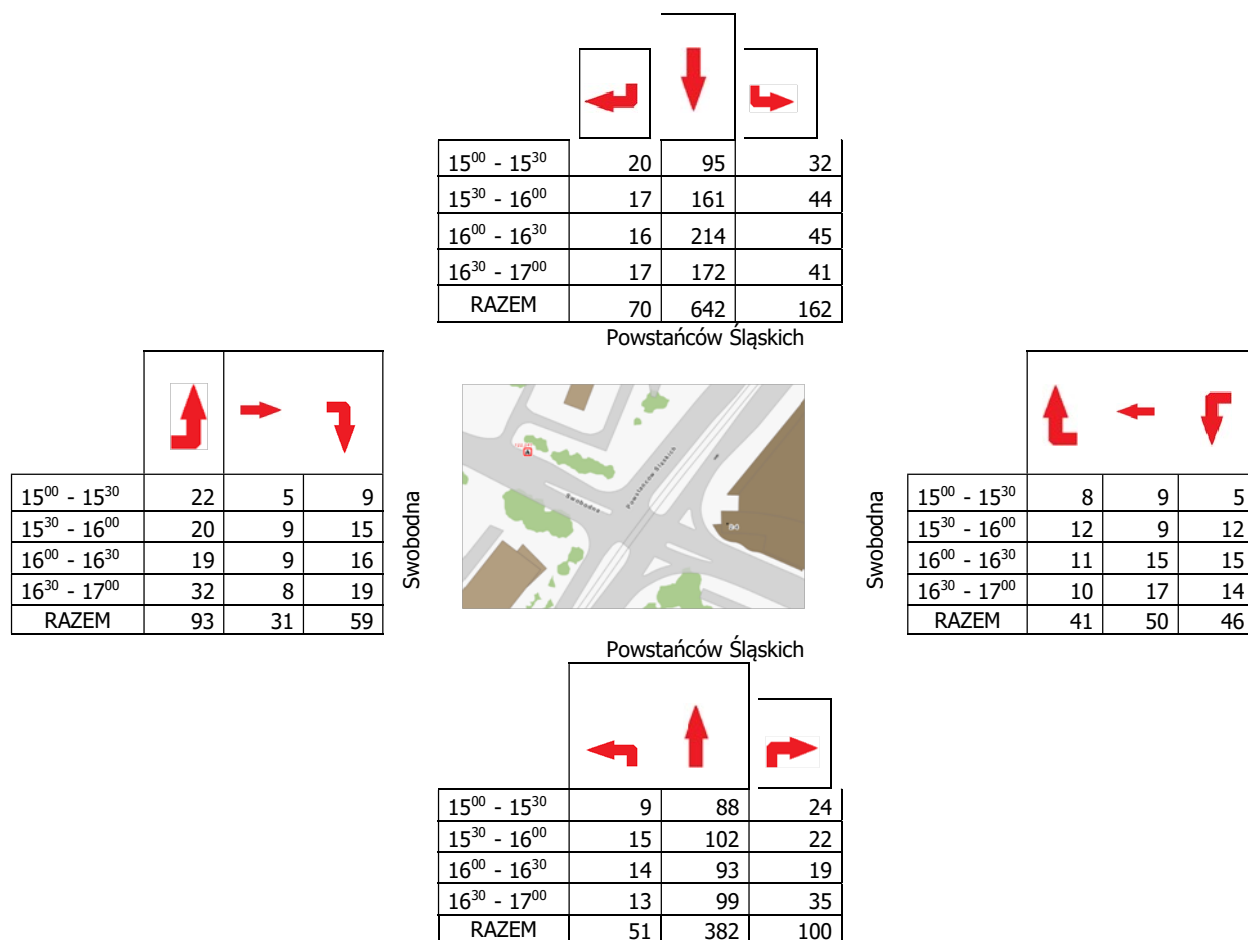 15⁰⁰ - 15³⁰ 20 95 32
15³⁰ - 16⁰⁰ 17 161 44
16⁰⁰ - 16³⁰ 16 214 45
16³⁰ - 17⁰⁰ 17 172 41
RAZEM 70 642 162
Powstańców Śląskich
15⁰⁰ - 15³⁰ 22 5 9
15³⁰ - 16⁰⁰ 20 9 15
16⁰⁰ - 16³⁰ 19 9 16
16³⁰ - 17⁰⁰ 32 8 19
RAZEM 93 31 59
Swobodna
Powstańców Śląskich
Swobodna
84
Swobodna
15⁰⁰ - 15³⁰ 8 9 5
15³⁰ - 16⁰⁰ 12 9 12
16⁰⁰ - 16³⁰ 11 15 15
16³⁰ - 17⁰⁰ 10 17 14
RAZEM 41 50 46
Powstańców Śląskich
15⁰⁰ - 15³⁰ 9 88 24
15³⁰ - 16⁰⁰ 15 102 22
16⁰⁰ - 16³⁰ 14 93 19
16³⁰ - 17⁰⁰ 13 99 35
RAZEM 51 382 100